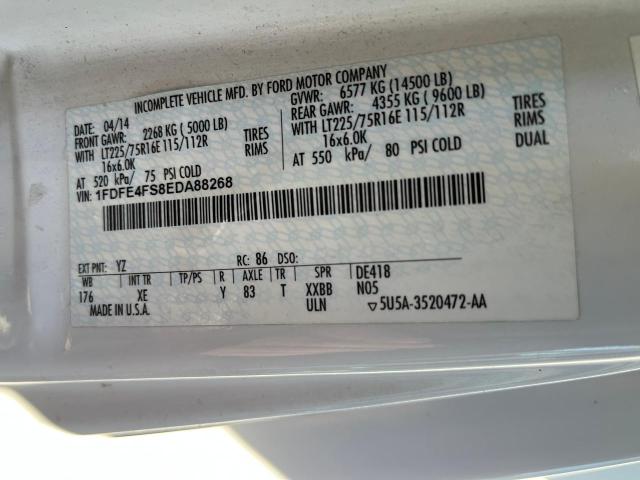 INCOMPLETE VEHICLE MFD. BY FORD MOTOR COMPANY
DATE: 04/14 GVWR: 6577 KG (14500 LB)
FRONT GAWR: 2268 KG ( 5000 LB) REAR GAWR: 4355 KG ( 9600 LB)
WITH LT225/75R16E 115/112R TIRES WITH LT225/75R16E 115/112R TIRES
16x6.0K RIMS 16x6.0K RIMS
AT 520 kPa/ 75 PSI COLD AT 550 kPa/ 80 PSI COLD DUAL
VIN: 1FDFE4FS8EDA88268
EXT PNT: YZ RC: 86 DSO:
WB INT TR TP/PS R AXLE TR SPR DE418
176 XE Y 83 T XXBB N05
MADE IN U.S.A. ULN ▽5U5A-3520472-AA